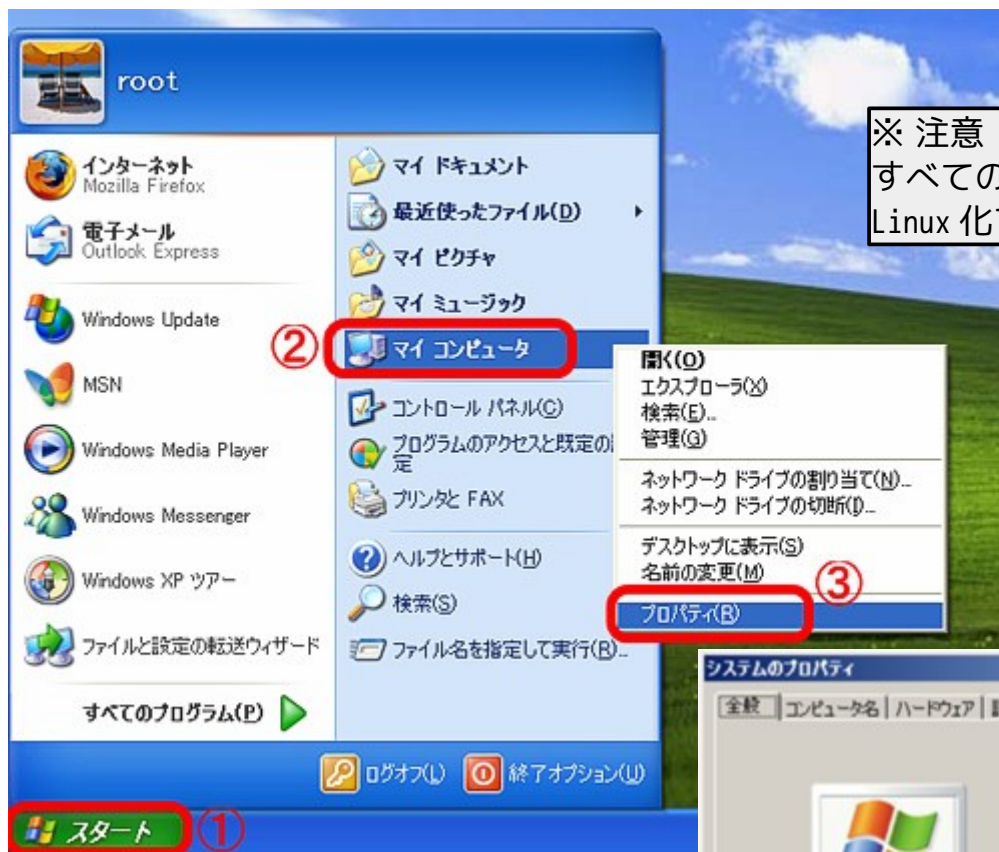 root
インターネット
Mozilla Firefox
電子メール
Outlook Express
Windows Update
MSN
Windows Media Player
Windows Messenger
Windows XP ツアー
ファイルと設定の転送ウィザード
すべてのプログラム(P)
マイ ドキュメント
最近使ったファイル(D)
マイ ピクチャ
マイ ミュージック
②
マイ コンピュータ
コントロール パネル(C)
プログラムのアクセスと既定の
定
プリンタと FAX
ヘルプとサポート(H)
検索(S)
ファイル名を指定して実行(R)...
ログオフ(L)
終了オプション(U)
スタート
①
開く(O)
エクスプローラ(X)
検索(E)...
管理(G)
ネットワーク ドライブの割り当て(N)...
ネットワーク ドライブの切断(I)...
デスクトップに表示(S)
名前の変更(M)
③
プロパティ(R)
※ 注意
すべての
Linux 化
システムのプロパティ
全般
コンピュータ名
ハードウェア